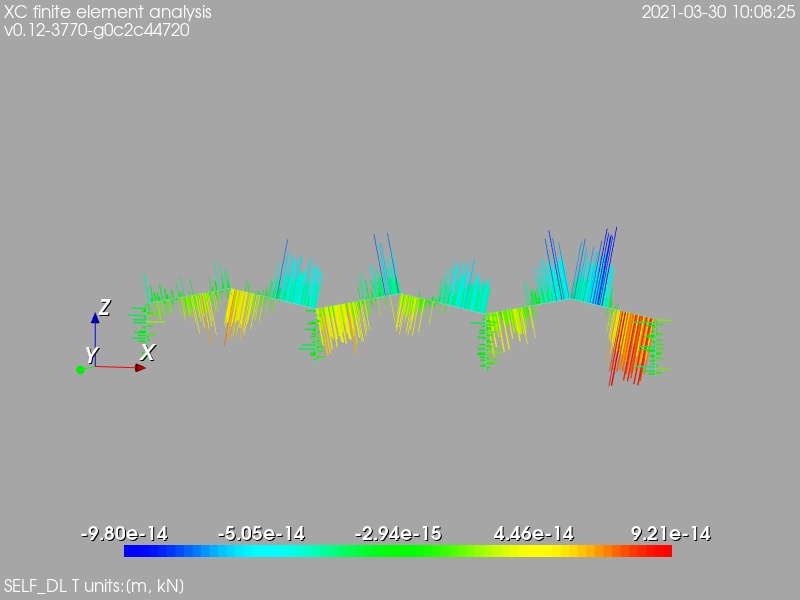 XC finite element analysis
2021-03-30 10:08:25
v0.12-3770-g0c2c44720
Z
Y
X
-9.80e-14 -5.05e-14 -2.94e-15 4.46e-14 9.21e-14
SELF_DL T units:[m, kN]